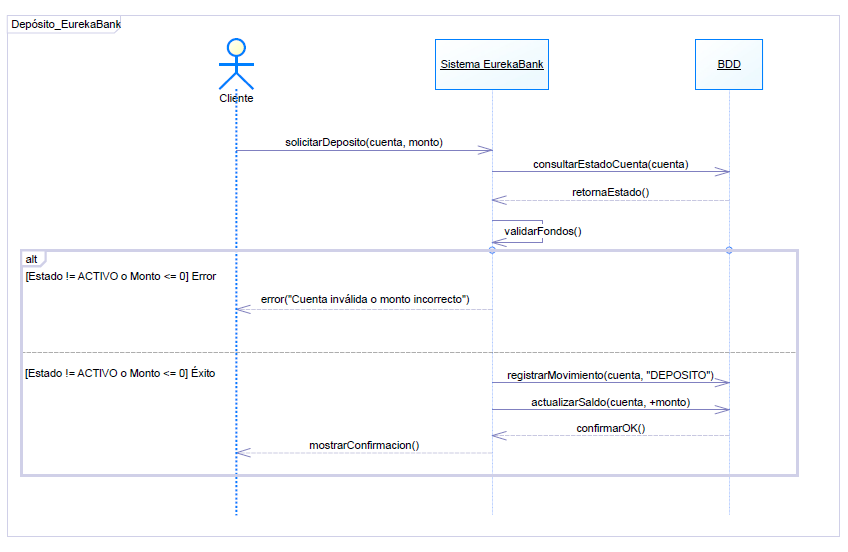 Depósito_EurekaBank
Cliente
Sistema EurekaBank
BDD
solicitarDeposito(cuenta, monto)
consultarEstadoCuenta(cuenta)
retornaEstado()
validarFondos()
alt
[Estado != ACTIVO o Monto <= 0] Error
error("Cuenta inválida o monto incorrecto")
[Estado != ACTIVO o Monto <= 0] Éxito
registrarMovimiento(cuenta, "DEPOSITO")
actualizarSaldo(cuenta, +monto)
confirmarOK()
mostrarConfirmacion()